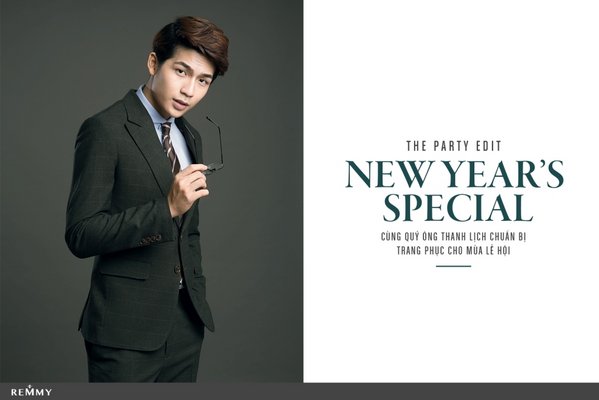 THE PARTY EDIT
NEW YEAR'S
SPECIAL
CÙNG QUÝ ÔNG THANH LỊCH CHUẨN BỊ
TRANG PHỤC CHO MÙA LỄ HỘI
REMMY